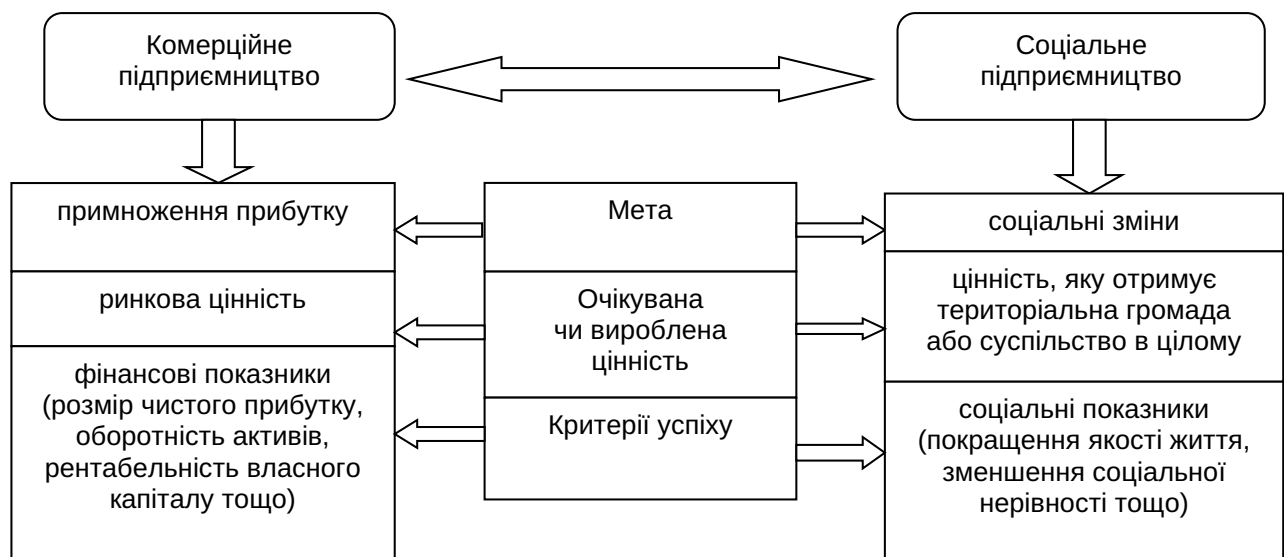 Комерційне
підприємництво
Соціальне
підприємництво
примноження прибутку
ринкова цінність
фінансові показники
(розмір чистого прибутку,
оборотність активів,
рентабельність власного
капіталу тощо)
Мета
Очікувана
чи вироблена
цінність
Критерії успіху
соціальні зміни
цінність, яку отримує
територіальна громада
або суспільство в цілому
соціальні показники
(покращення якості життя,
зменшення соціальної
нерівності тощо)